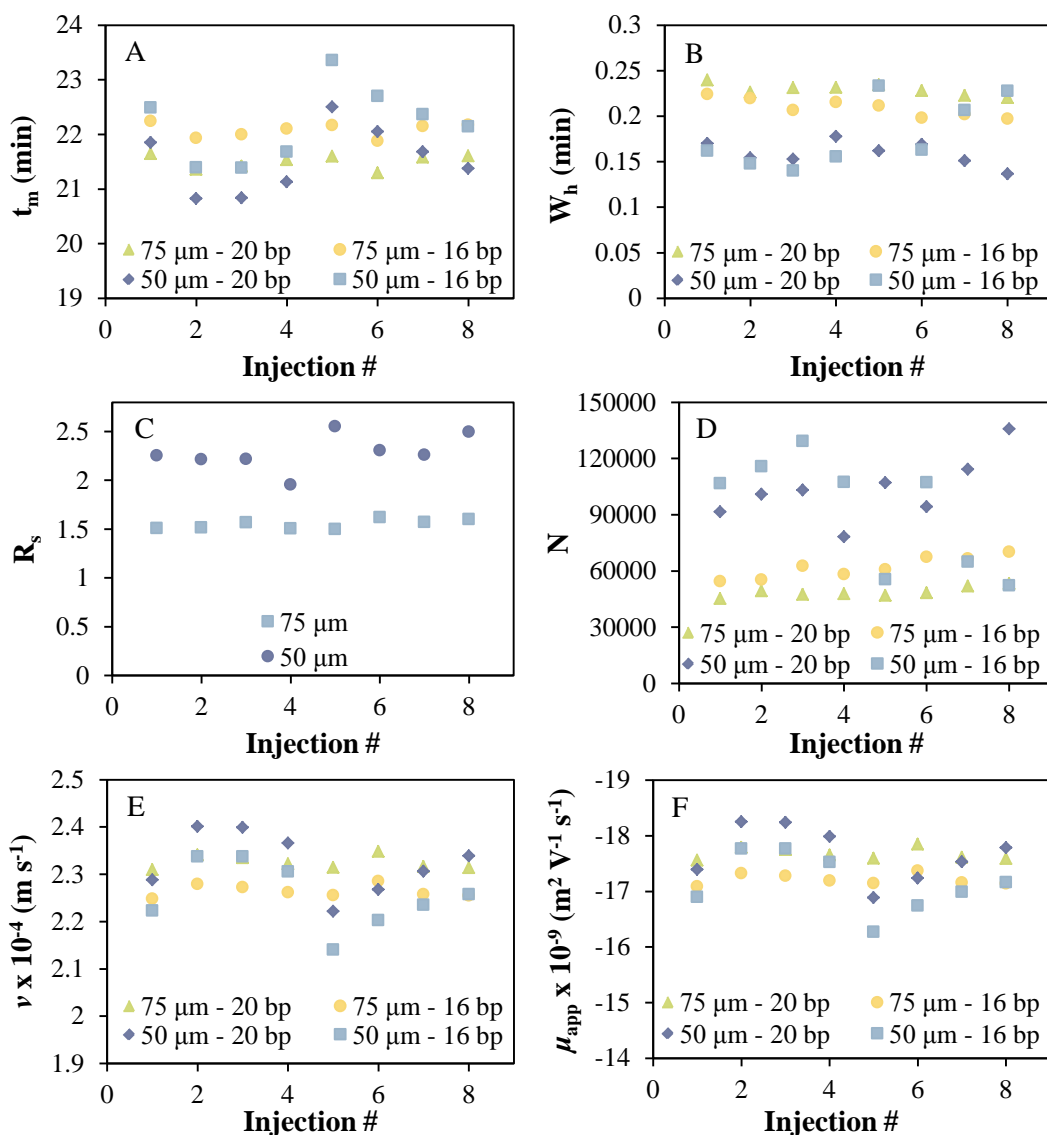 A
t_m (min)
24
23
22
21
20
19
75 μm - 20 bp 75 μm - 16 bp
50 μm - 20 bp 50 μm - 16 bp
0 2 4 6 8
Injection #
B
W_h (min)
0.3
0.25
0.2
0.15
0.1
0.05
0
75 μm - 20 bp 75 μm - 16 bp
50 μm - 20 bp 50 μm - 16 bp
0 2 4 6 8
Injection #
C
R_s
2.5
2
1.5
1
0.5
0
75 μm
50 μm
0 2 4 6 8
Injection #
D
N
150000
120000
90000
60000
30000
0
75 μm - 20 bp 75 μm - 16 bp
50 μm - 20 bp 50 μm - 16 bp
0 2 4 6 8
Injection #
E
v x 10⁻⁴ (m s⁻¹)
2.5
2.4
2.3
2.2
2.1
2
1.9
75 μm - 20 bp 75 μm - 16 bp
50 μm - 20 bp 50 μm - 16 bp
0 2 4 6 8
Injection #
F
μ_app x 10⁻⁹ (m² V⁻¹ s⁻¹)
-19
-18
-17
-16
-15
-14
75 μm - 20 bp 75 μm - 16 bp
50 μm - 20 bp 50 μm - 16 bp
0 2 4 6 8
Injection #